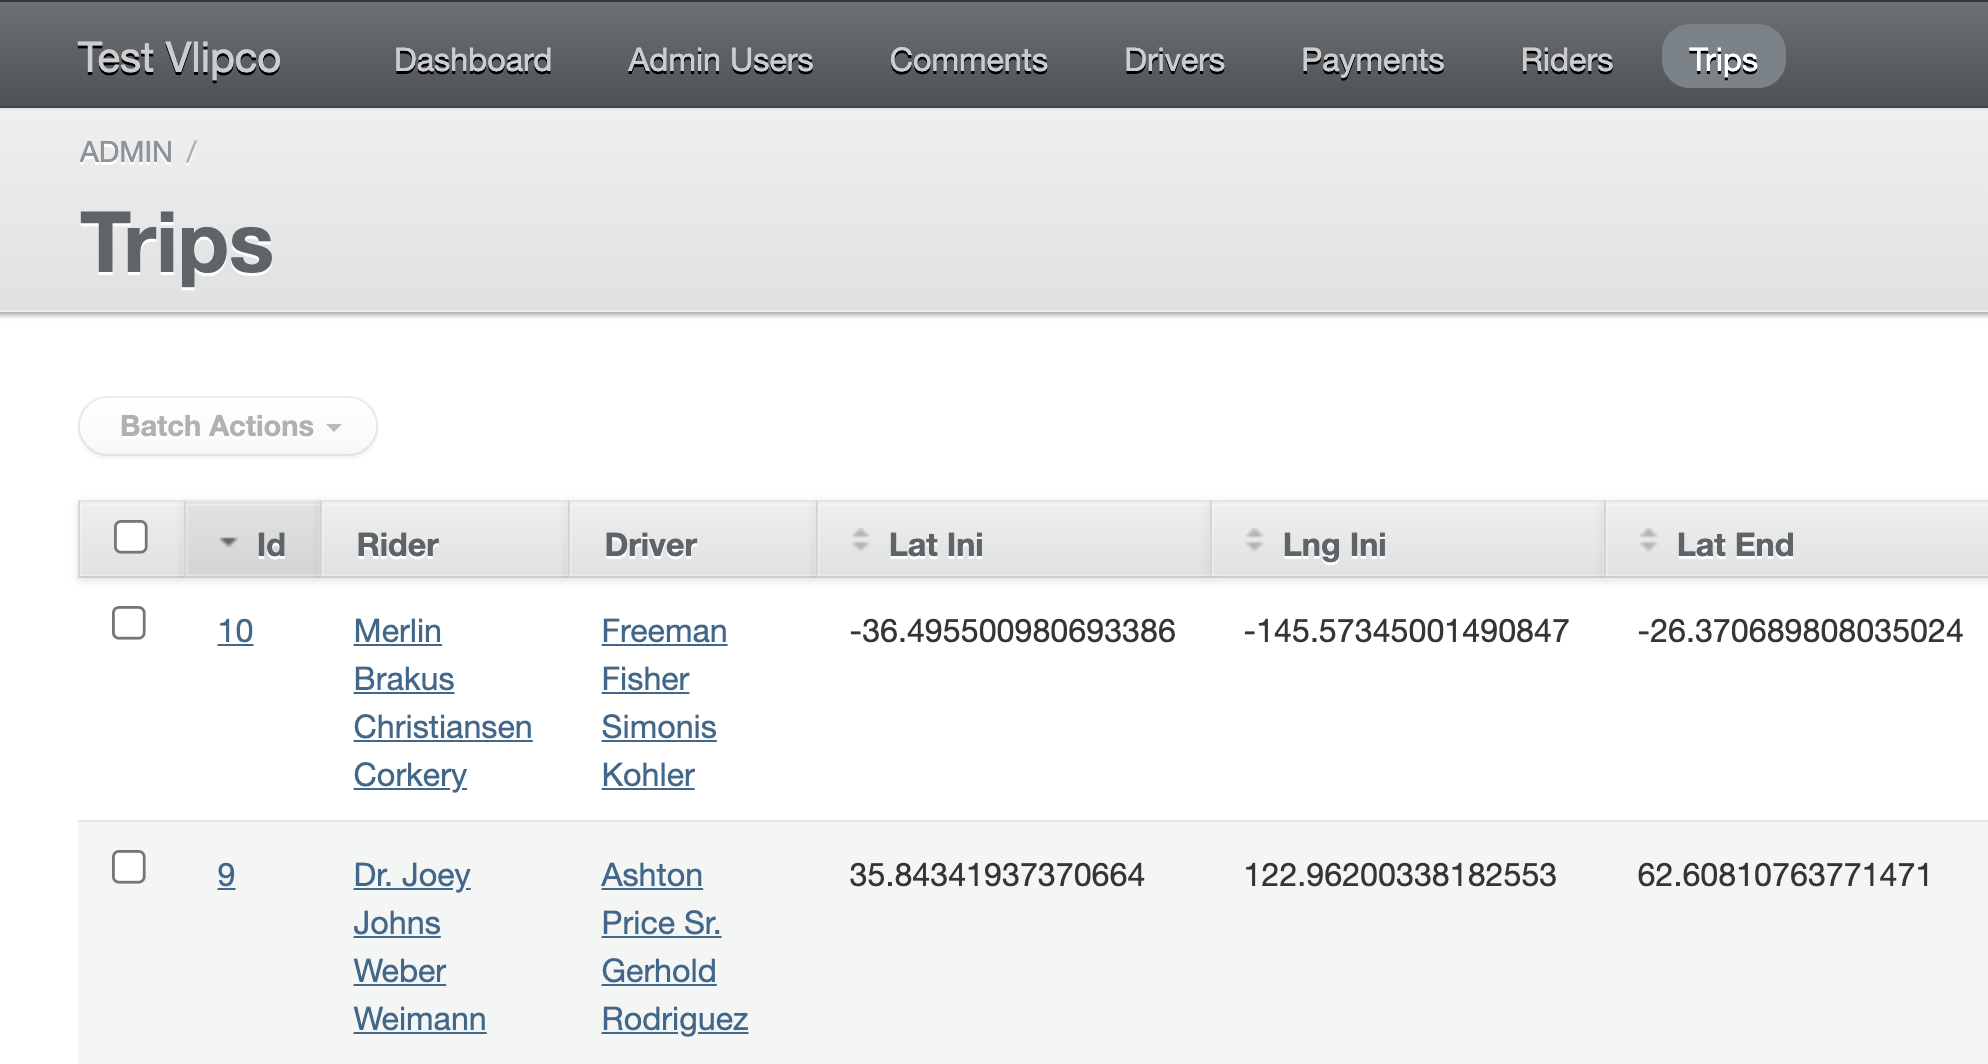 Test Vlipco Dashboard Admin Users Comments Drivers Payments Riders Trips
ADMIN /
Trips
Batch Actions
Id Rider Driver Lat Ini Lng Ini Lat End
10 Merlin Freeman -36.495500980693386 -145.57345001490847 -26.370689808035024
Brakus Fisher
Christiansen Simonis
Corkery Kohler
9 Dr. Joey Ashton 35.84341937370664 122.96200338182553 62.60810763771471
Johns Price Sr.
Weber Gerhold
Weimann Rodriguez